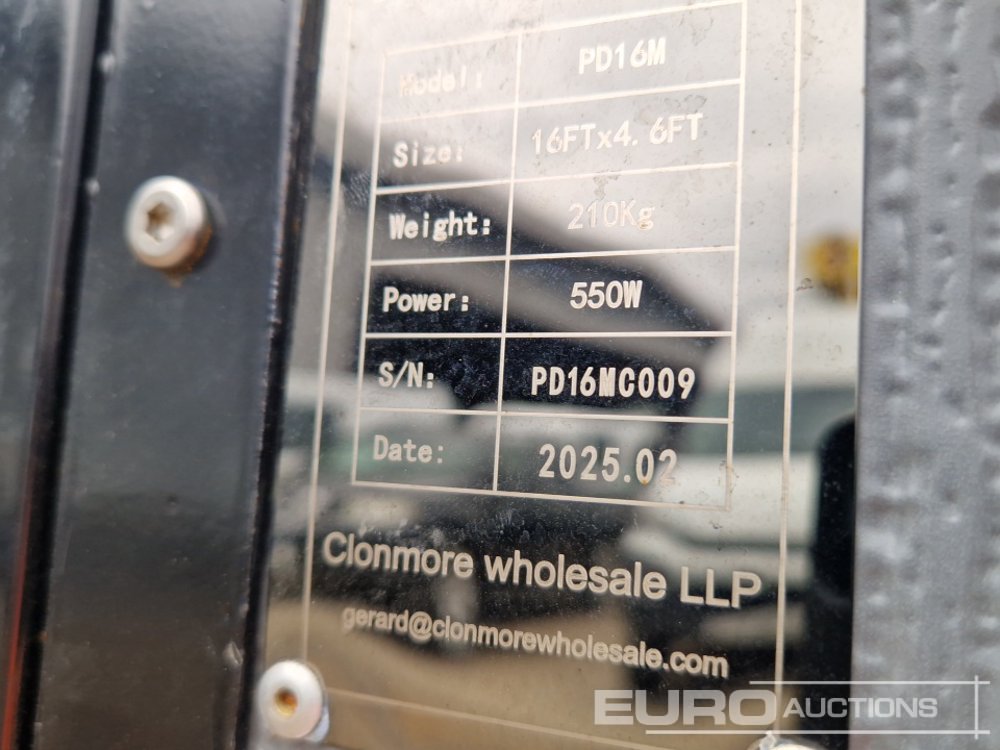 Model: PD16M
Size: 16FTx4.6FT
Weight: 210Kg
Power: 550W
S/N: PD16MC009
Date: 2025.02
Clonmore wholesale LLP
gerard@clonmorewholesale.com
EURO AUCTIONS